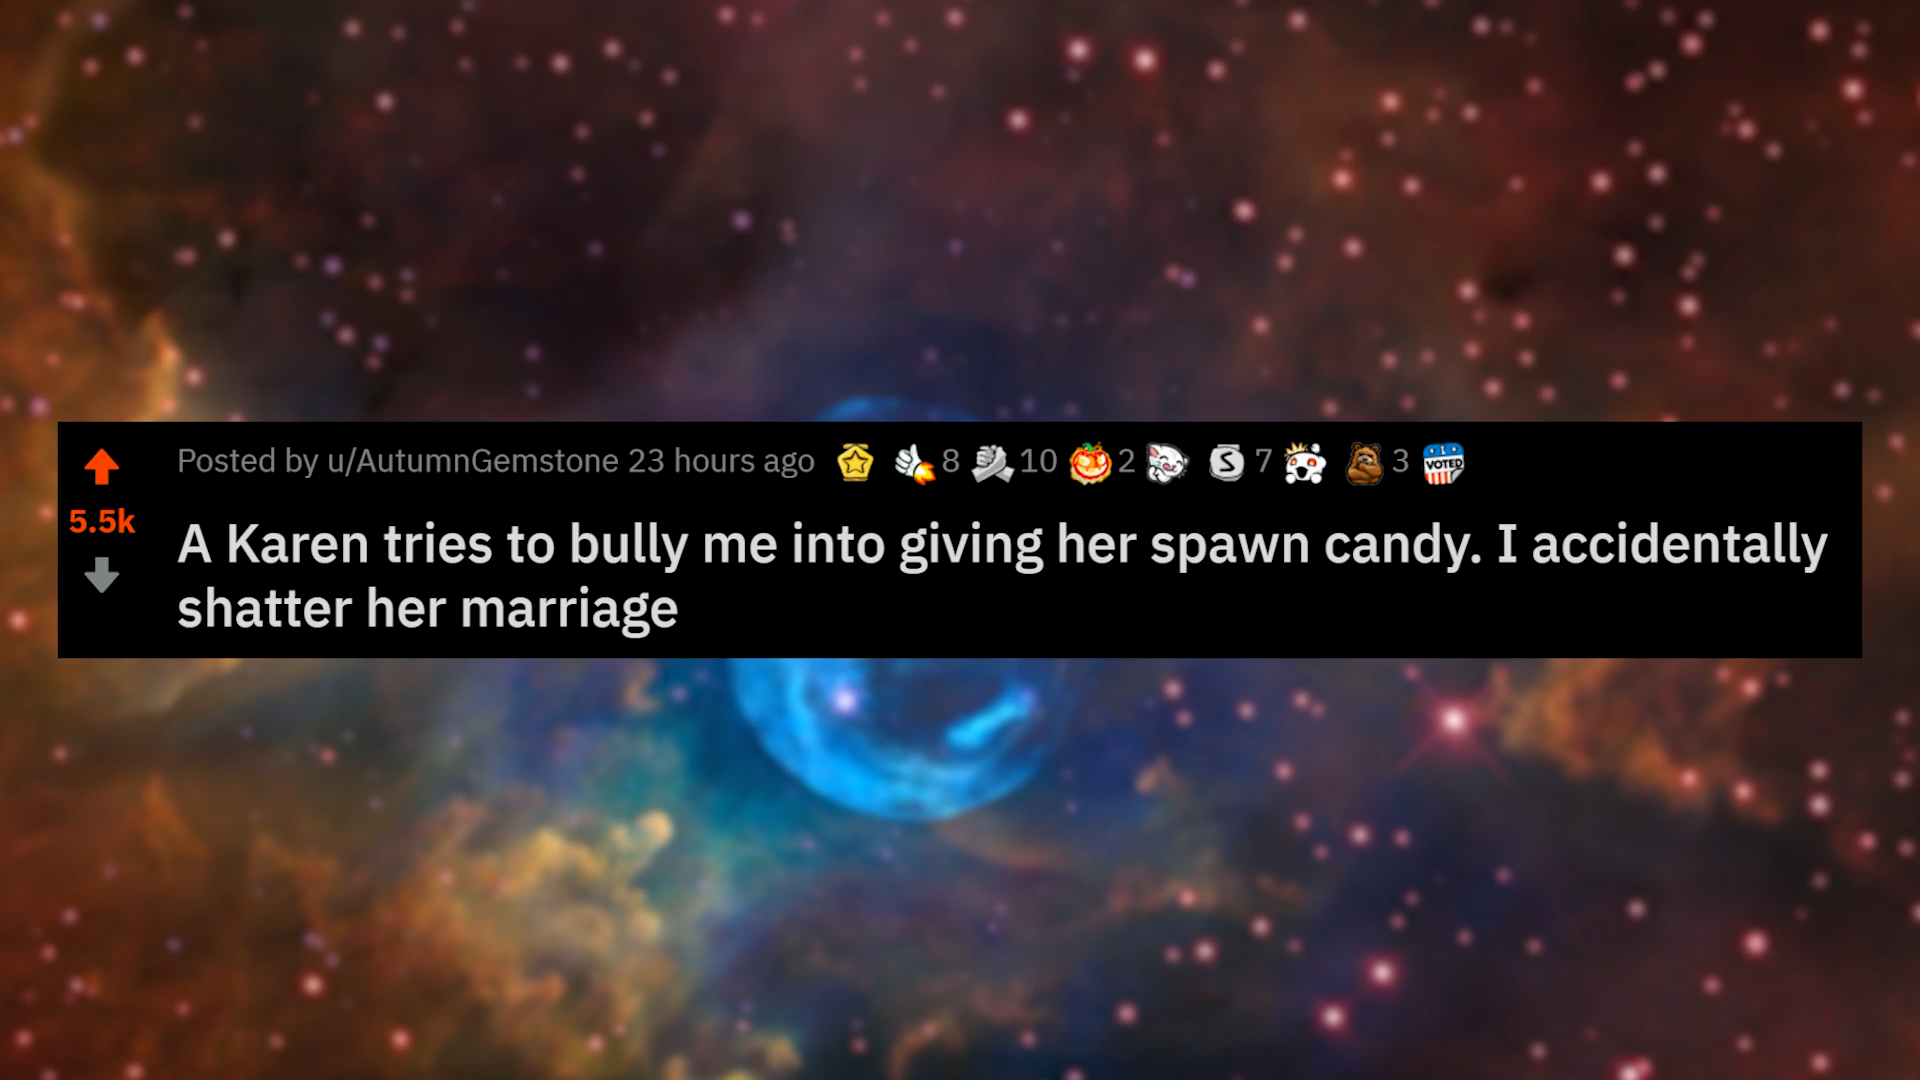 Posted by u/AutumnGemstone 23 hours ago 8 10 2 S 7 3 I VOTED
5.5k
A Karen tries to bully me into giving her spawn candy. I accidentally
shatter her marriage